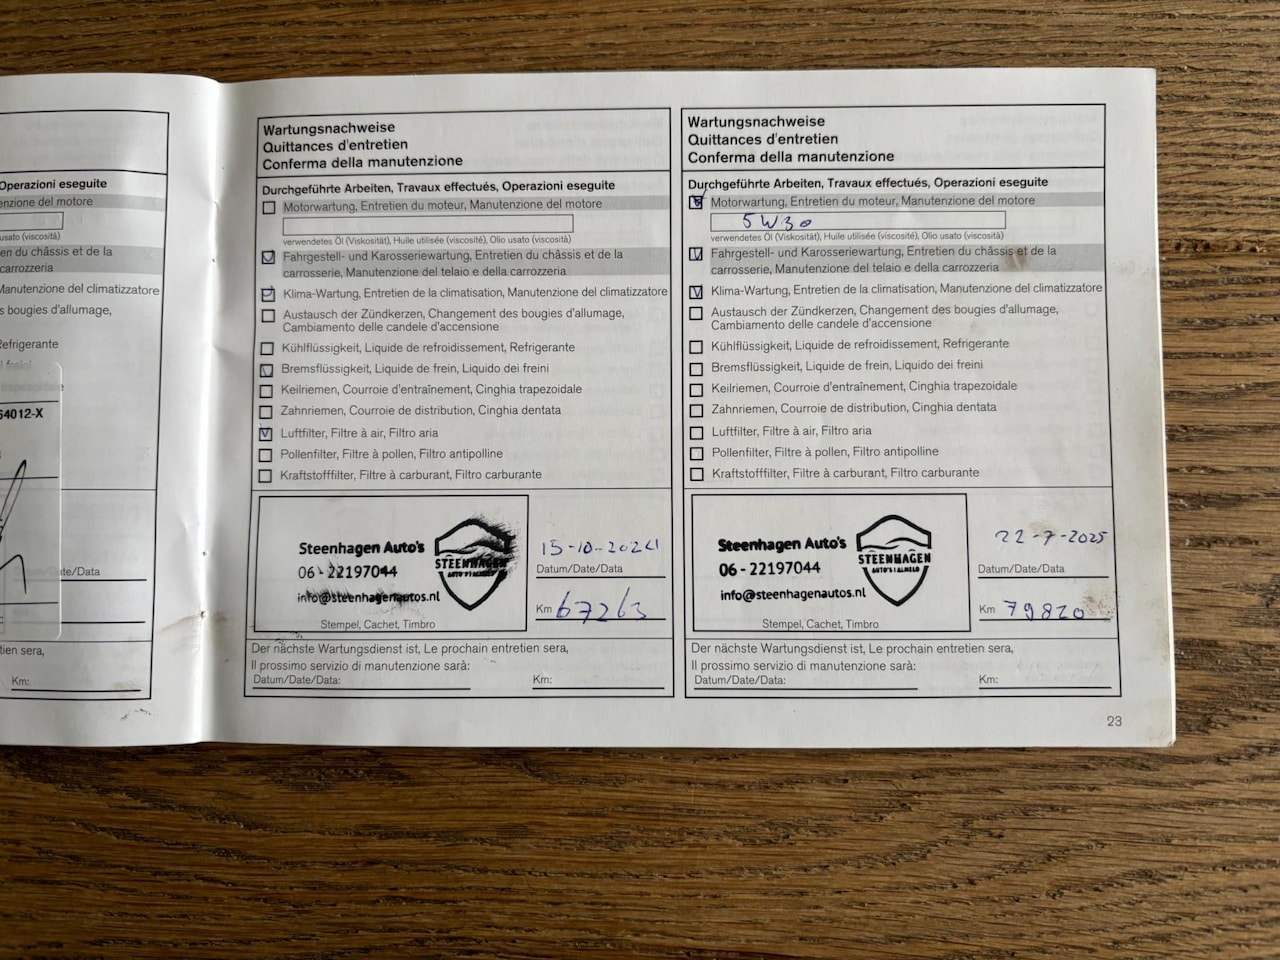 Operazioni eseguite
nzione del motore
usato (viscosità)
en du châssis et de la
carrozzeria
Manutenzione del climatizzatore
s bougies d'allumage,
Refrigerante
i freini
trapezoidale
64012-X
Date/Data
tien sera,
Km:
Wartungsnachweise
Quittances d'entretien
Conferma della manutenzione
Durchgeführte Arbeiten, Travaux effectués, Operazioni eseguite
Motorwartung, Entretien du moteur, Manutenzione del motore
verwendetes Öl (Viskosität), Huile utilisée (viscosité), Olio usato (viscosità)
Fahrgestell- und Karosseriewartung, Entretien du châssis et de la
carrosserie, Manutenzione del telaio e della carrozzeria
Klima-Wartung, Entretien de la climatisation, Manutenzione del climatizzatore
Austausch der Zündkerzen, Changement des bougies d'allumage,
Cambiamento delle candele d'accensione
Kühlflüssigkeit, Liquide de refroidissement, Refrigerante
Bremsflüssigkeit, Liquide de frein, Liquido dei freini
Keilriemen, Courroie d'entraînement, Cinghia trapezoidale
Zahnriemen, Courroie de distribution, Cinghia dentata
Luftfilter, Filtre à air, Filtro aria
Pollenfilter, Filtre à pollen, Filtro antipolline
Kraftstofffilter, Filtre à carburant, Filtro carburante
Steenhagen Auto's
06 - 22197044
info@steenhagenautos.nl
STEENHAGEN
AUTO'S | ALMELO
Stempel, Cachet, Timbro
15-10-2024
Datum/Date/Data
Km 67263
Der nächste Wartungsdienst ist, Le prochain entretien sera,
Il prossimo servizio di manutenzione sarà:
Datum/Date/Data:
Km:
Wartungsnachweise
Quittances d'entretien
Conferma della manutenzione
Durchgeführte Arbeiten, Travaux effectués, Operazioni eseguite
Motorwartung, Entretien du moteur, Manutenzione del motore
5W30
verwendetes Öl (Viskosität), Huile utilisée (viscosité), Olio usato (viscosità)
Fahrgestell- und Karosseriewartung, Entretien du châssis et de la
carrosserie, Manutenzione del telaio e della carrozzeria
Klima-Wartung, Entretien de la climatisation, Manutenzione del climatizzatore
Austausch der Zündkerzen, Changement des bougies d'allumage,
Cambiamento delle candele d'accensione
Kühlflüssigkeit, Liquide de refroidissement, Refrigerante
Bremsflüssigkeit, Liquide de frein, Liquido dei freini
Keilriemen, Courroie d'entraînement, Cinghia trapezoidale
Zahnriemen, Courroie de distribution, Cinghia dentata
Luftfilter, Filtre à air, Filtro aria
Pollenfilter, Filtre à pollen, Filtro antipolline
Kraftstofffilter, Filtre à carburant, Filtro carburante
Steenhagen Auto's
06 - 22197044
info@steenhagenautos.nl
STEENHAGEN
AUTO'S | ALMELO
Stempel, Cachet, Timbro
22-7-2025
Datum/Date/Data
Km 79820
Der nächste Wartungsdienst ist, Le prochain entretien sera,
Il prossimo servizio di manutenzione sarà:
Datum/Date/Data:
Km:
23